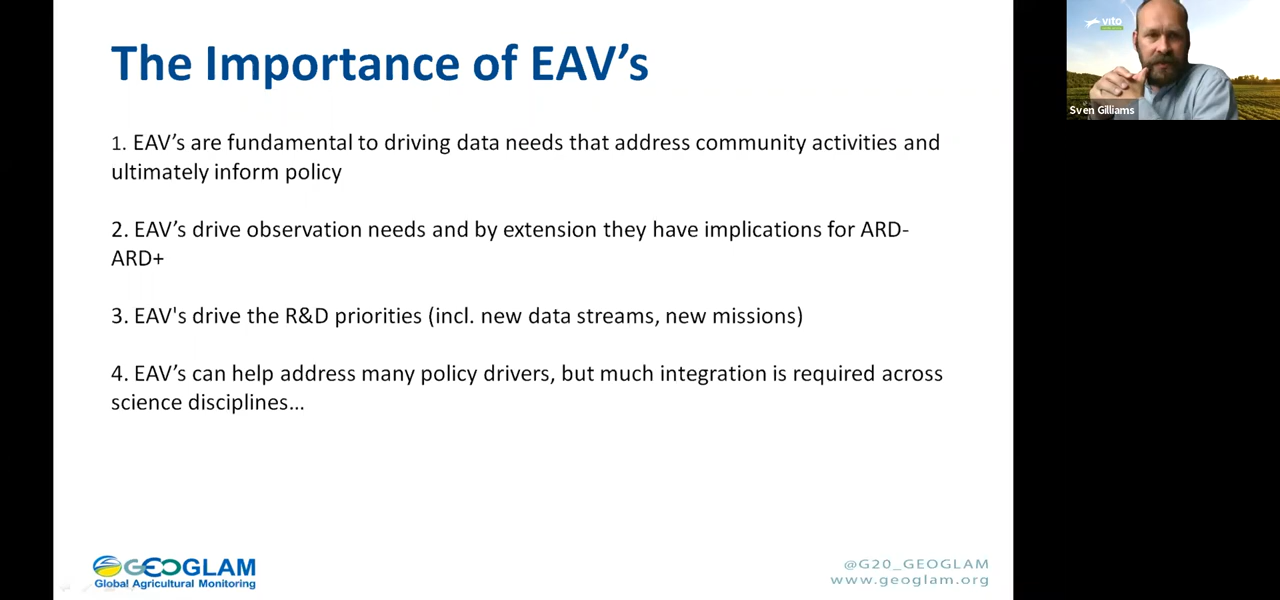 The Importance of EAV’s
1. EAV’s are fundamental to driving data needs that address community activities and
ultimately inform policy
2. EAV’s drive observation needs and by extension they have implications for ARD-
ARD+
3. EAV's drive the R&D priorities (incl. new data streams, new missions)
4. EAV’s can help address many policy drivers, but much integration is required across
science disciplines…
GEOGLAM
Global Agricultural Monitoring
@G20_GEOGLAM
www.geoglam.org
vito
Sven Gilliams